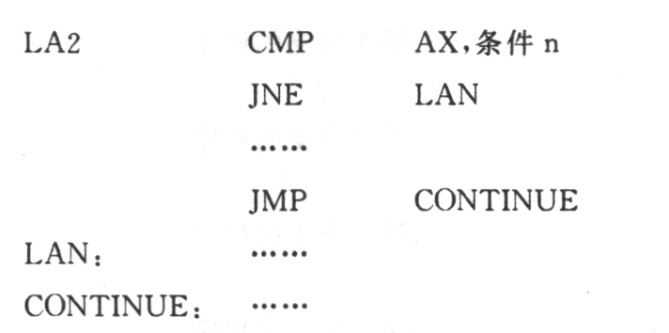 LA2 CMP AX,条件 n
JNE LAN
……
JMP CONTINUE
LAN: ……
CONTINUE: ……